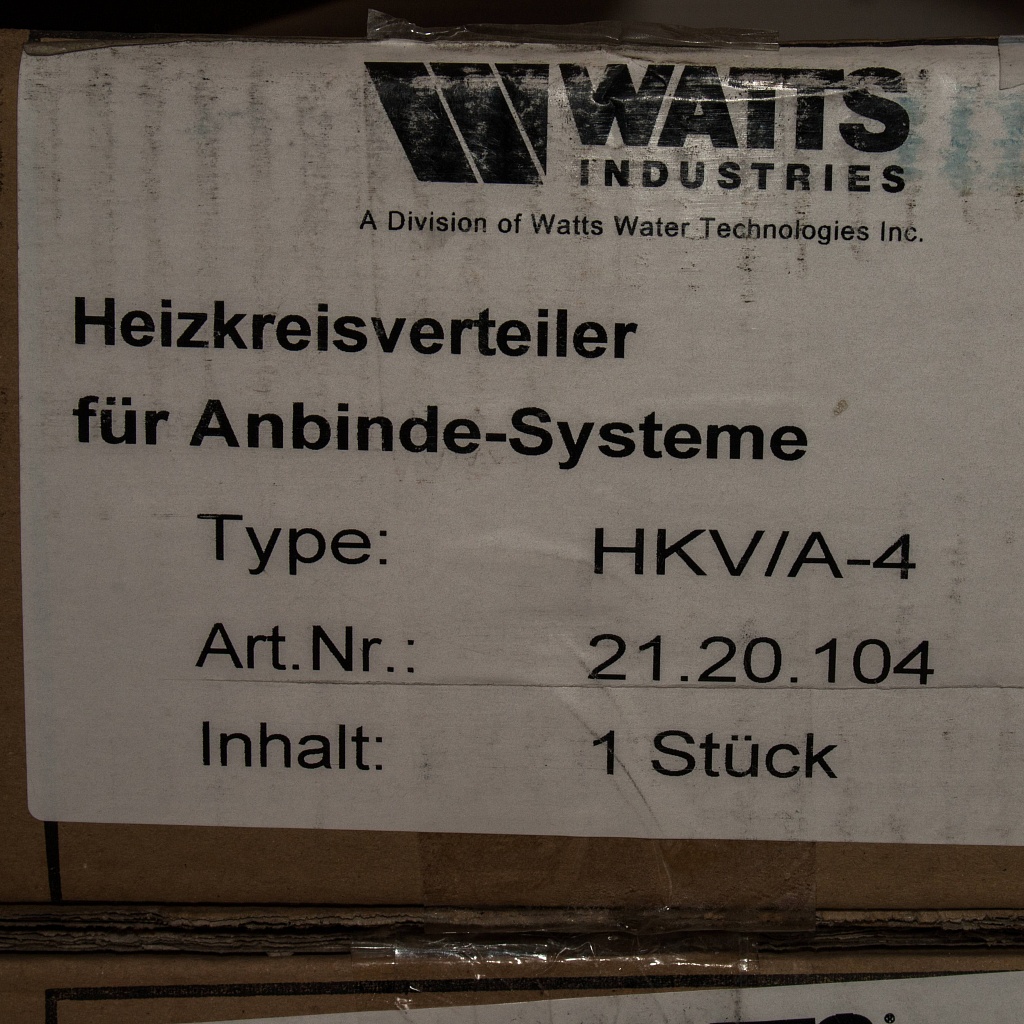 WATTS
INDUSTRIES
A Division of Watts Water Technologies Inc.
Heizkreisverteiler
für Anbinde-Systeme
Type: HKV/A-4
Art.Nr.: 21.20.104
Inhalt: 1 Stück